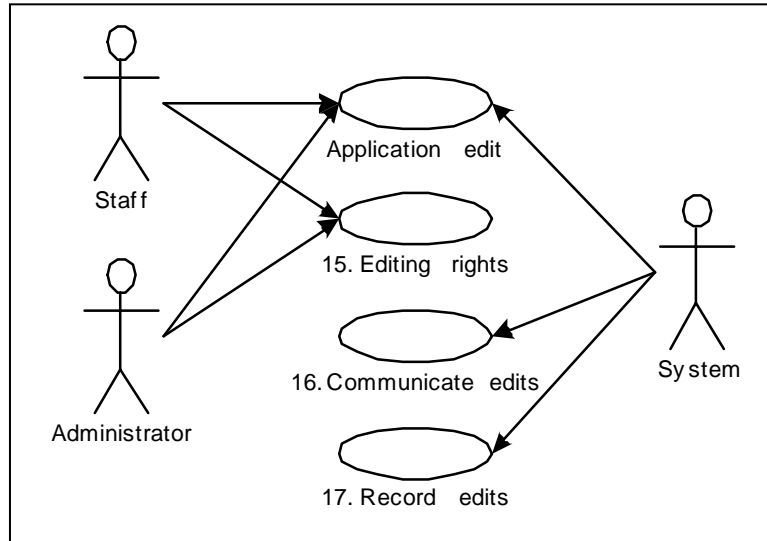 Application edit
Staff
15. Editing rights
16. Communicate edits
System
Administrator
17. Record edits